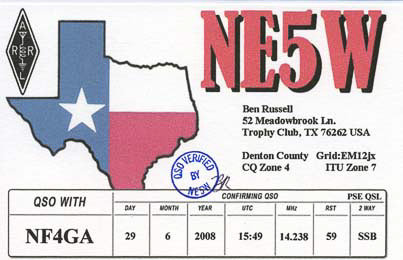 ARRL
NE5W
Ben Russell
52 Meadowbrook Ln.
Trophy Club, TX 76262 USA
Denton County Grid:EM12jx
CQ Zone 4 ITU Zone 7
QSO VERIFIED
BY
NE5W
BR
QSO WITH
CONFIRMING QSO PSE QSL
DAY MONTH YEAR UTC MHz RST 2 WAY
NF4GA 29 6 2008 15:49 14.238 59 SSB